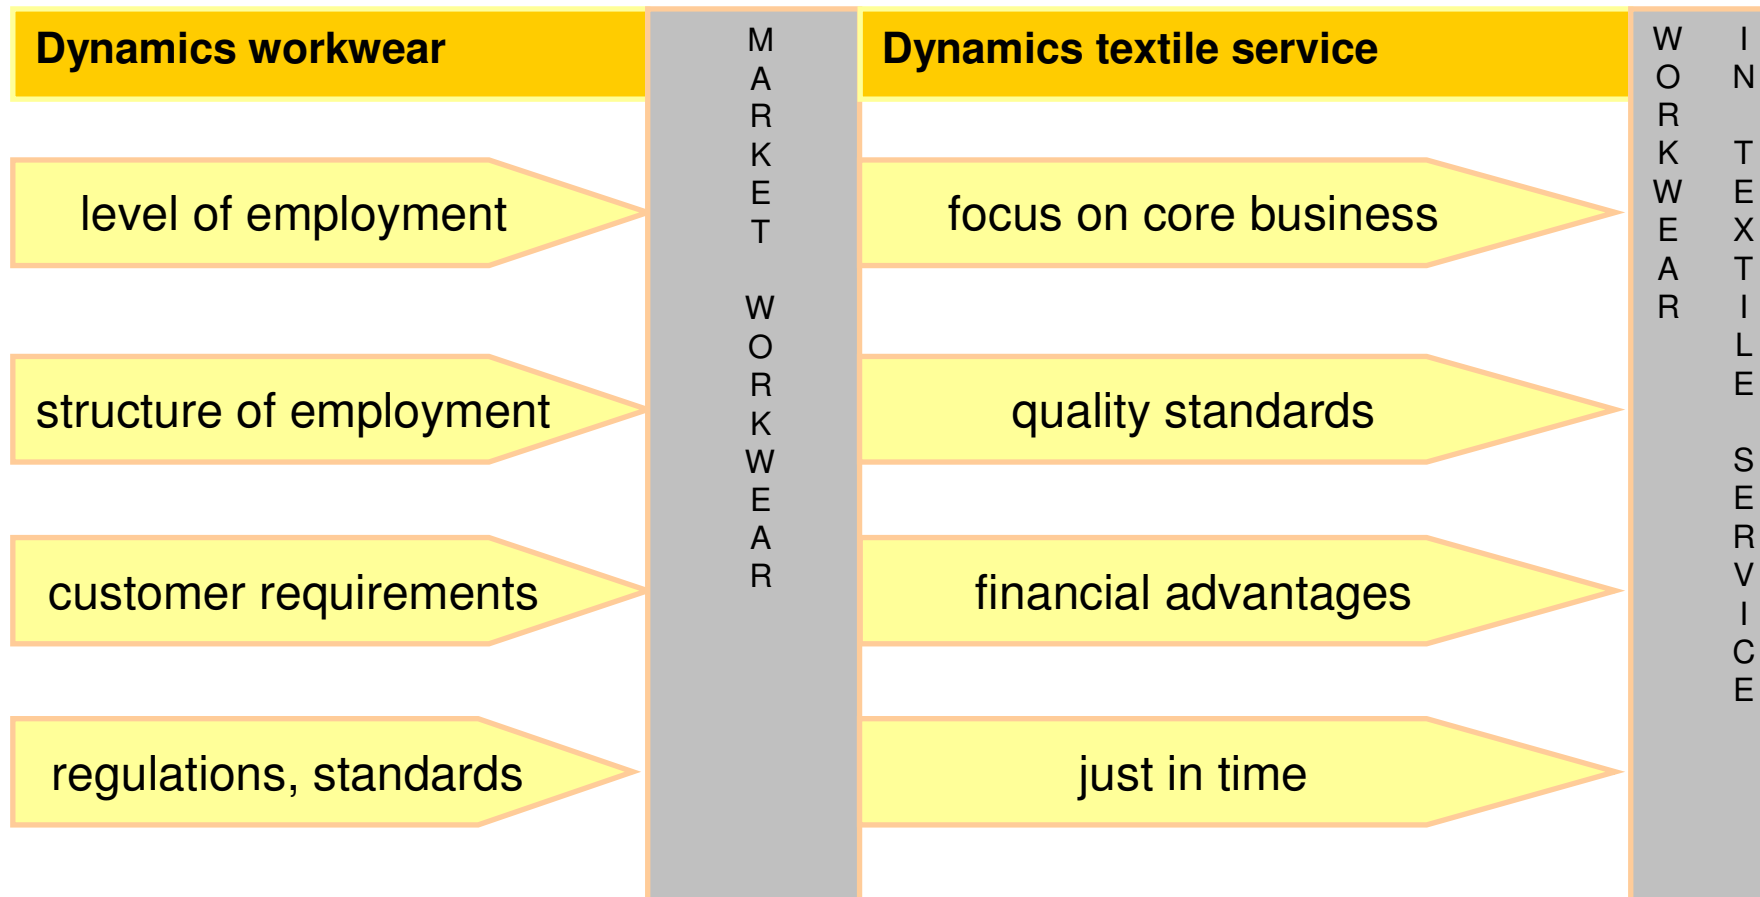 Dynamics workwear
level of employment
structure of employment
customer requirements
regulations, standards
MARKET WORKWEAR
Dynamics textile service
focus on core business
quality standards
financial advantages
just in time
WORKWEAR
IN TEXTILE SERVICE